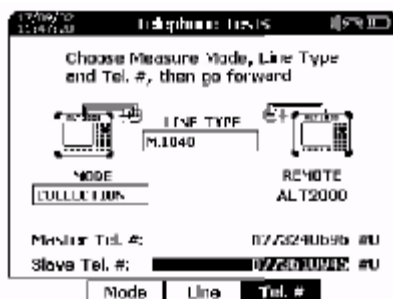 Telephone Tests
Choose Measure Mode, Line Type
and Tel. #, then go forward
LINE TYPE
M.1040
MODE
REMOTE
COLLECTION
ALT2000
Master Tel. #: #U
Slave Tel. #: #U
Mode Line Tel. #